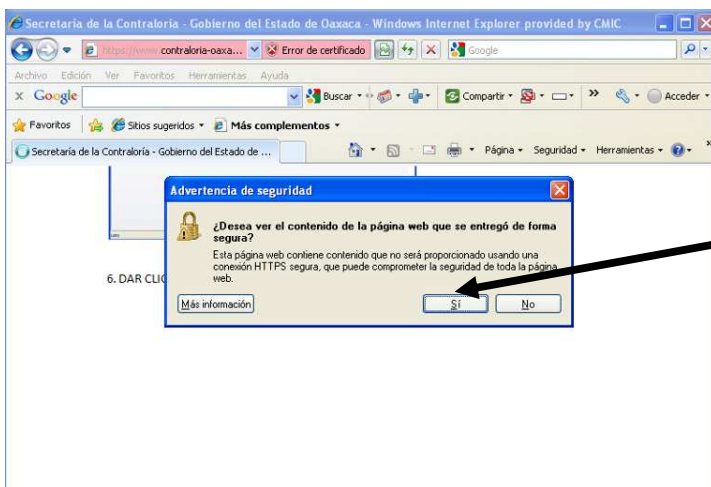 Secretaría de la Contraloría - Gobierno del Estado de Oaxaca - Windows Internet Explorer provided by CMIC
https://www.contraloria-oaxa... Error de certificado Google
Archivo Edición Ver Favoritos Herramientas Ayuda
x Google Buscar Compartir » Acceder
Favoritos Sitios sugeridos Más complementos
Secretaría de la Contraloría - Gobierno del Estado de ... Página Seguridad Herramientas »
Advertencia de seguridad
¿Desea ver el contenido de la página web que se entregó de forma
segura?
Esta página web contiene contenido que no será proporcionado usando una
conexión HTTPS segura, que puede comprometer la seguridad de toda la página
web.
6. DAR CLIC
Más información Sí No